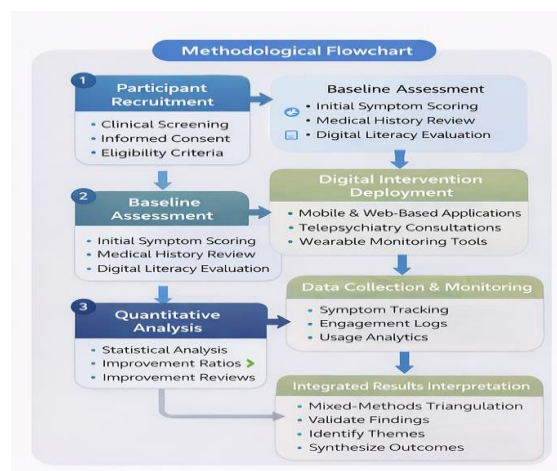 Methodological Flowchart
1
Participant
Recruitment
• Clinical Screening
• Informed Consent
• Eligibility Criteria
Baseline Assessment
• Initial Symptom Scoring
• Medical History Review
• Digital Literacy Evaluation
2
Baseline
Assessment
• Initial Symptom Scoring
• Medical History Review
• Digital Literacy Evaluation
Digital Intervention
Deployment
• Mobile & Web-Based Applications
• Telepsychiatry Consultations
• Wearable Monitoring Tools
3
Quantitative
Analysis
• Statistical Analysis
• Improvement Ratios
• Improvement Reviews
Data Collection & Monitoring
• Symptom Tracking
• Engagement Logs
• Usage Analytics
Integrated Results Interpretation
• Mixed-Methods Triangulation
• Validate Findings
• Identify Themes
• Synthesize Outcomes